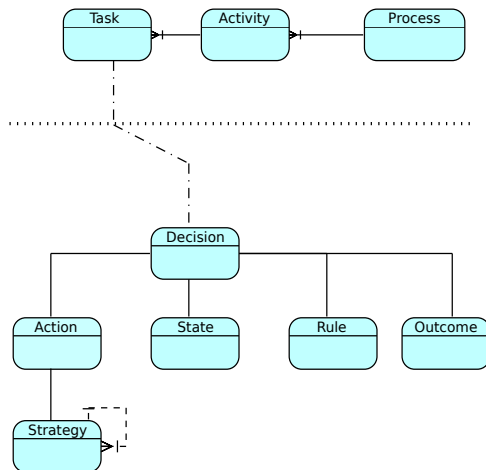 Task
Activity
Process
Decision
Action
State
Rule
Outcome
Strategy